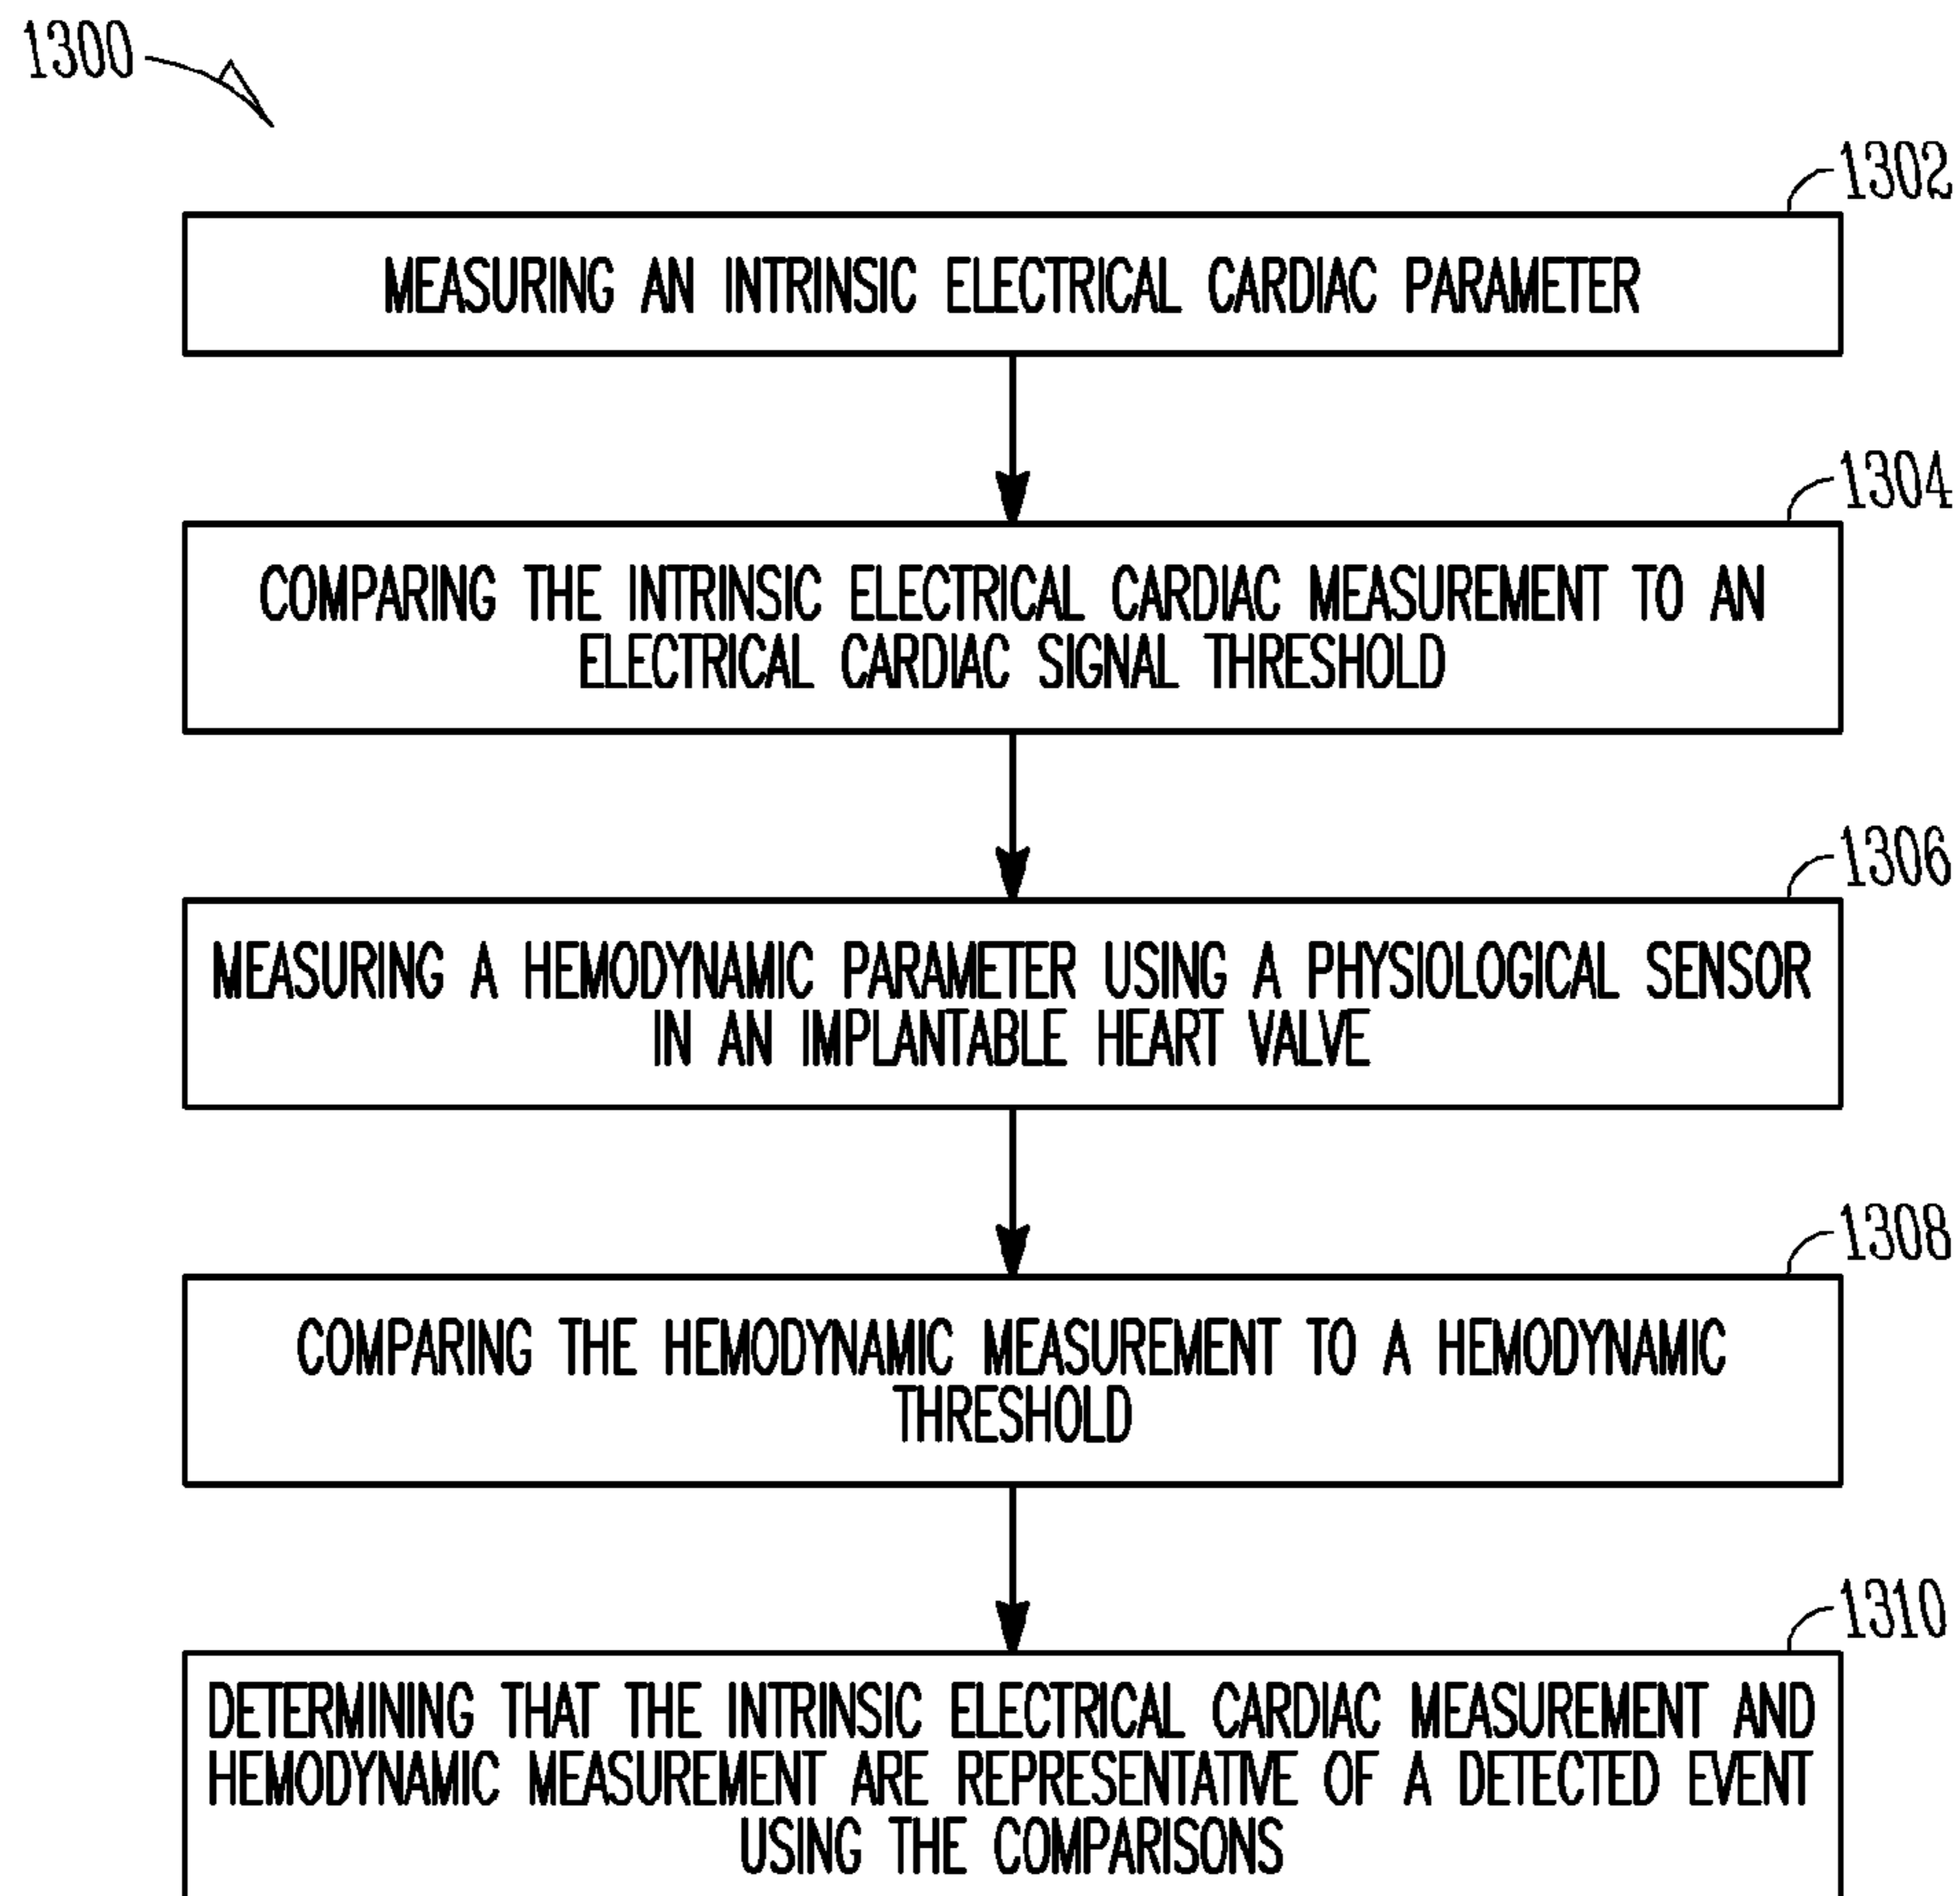 1300
1302
MEASURING AN INTRINSIC ELECTRICAL CARDIAC PARAMETER
1304
COMPARING THE INTRINSIC ELECTRICAL CARDIAC MEASUREMENT TO AN
ELECTRICAL CARDIAC SIGNAL THRESHOLD
1306
MEASURING A HEMODYNAMIC PARAMETER USING A PHYSIOLOGICAL SENSOR
IN AN IMPLANTABLE HEART VALVE
1308
COMPARING THE HEMODYNAMIC MEASUREMENT TO A HEMODYNAMIC
THRESHOLD
1310
DETERMINING THAT THE INTRINSIC ELECTRICAL CARDIAC MEASUREMENT AND
HEMODYNAMIC MEASUREMENT ARE REPRESENTATIVE OF A DETECTED EVENT
USING THE COMPARISONS